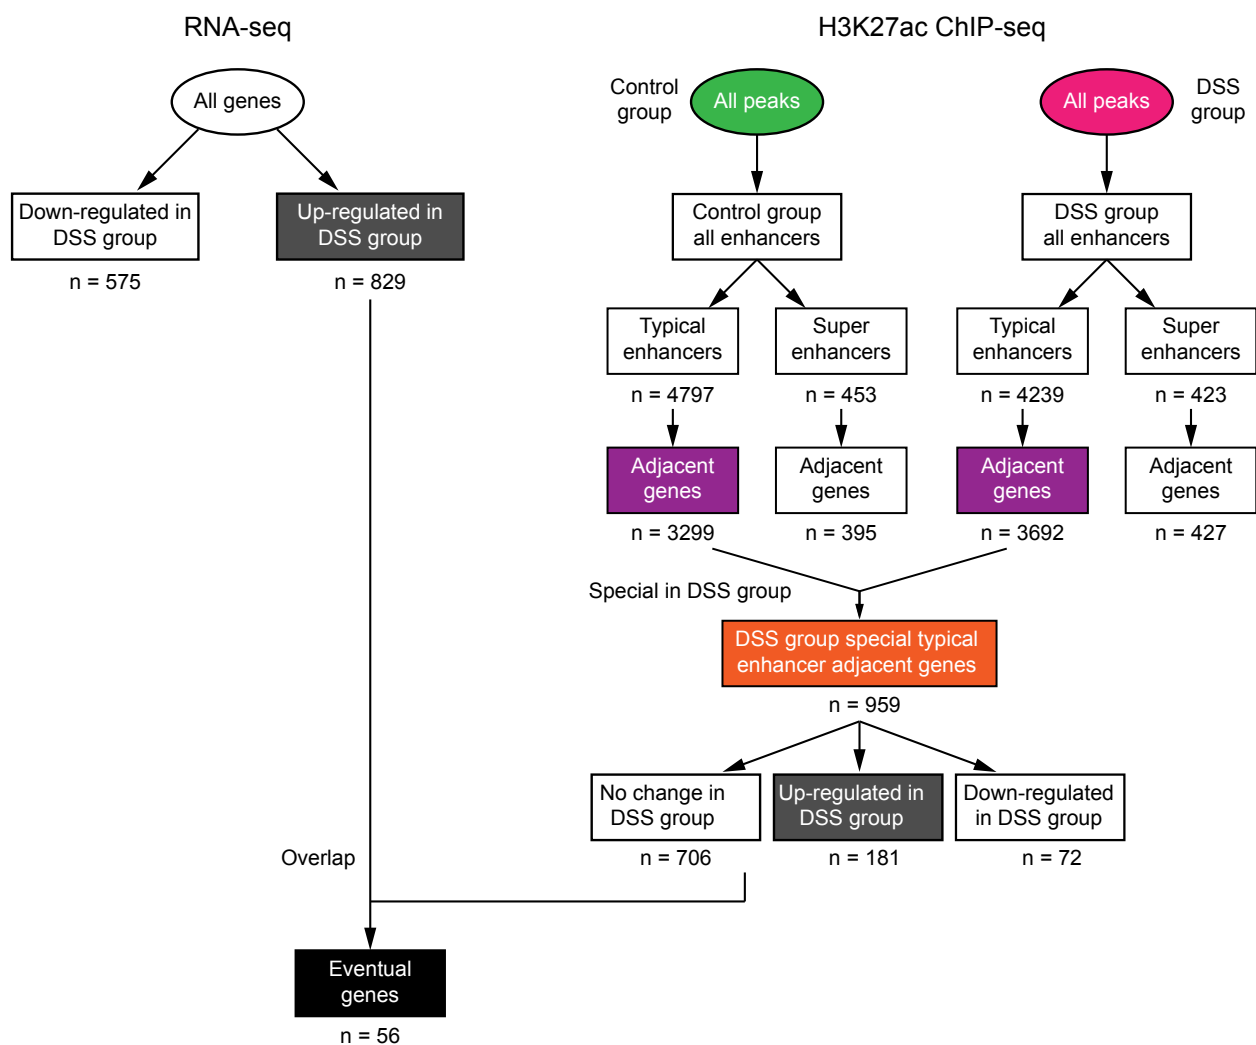 RNA-seq
H3K27ac ChIP-seq
All genes
Control
group
All peaks
All peaks
DSS
group
Down-regulated in
DSS group
n = 575
Up-regulated in
DSS group
n = 829
Control group
all enhancers
DSS group
all enhancers
Typical
enhancers
n = 4797
Super
enhancers
n = 453
Typical
enhancers
n = 4239
Super
enhancers
n = 423
Adjacent
genes
n = 3299
Adjacent
genes
n = 395
Adjacent
genes
n = 3692
Adjacent
genes
n = 427
Special in DSS group
DSS group special typical
enhancer adjacent genes
n = 959
No change in
DSS group
n = 706
Up-regulated in
DSS group
n = 181
Down-regulated
in DSS group
n = 72
Overlap
Eventual
genes
n = 56